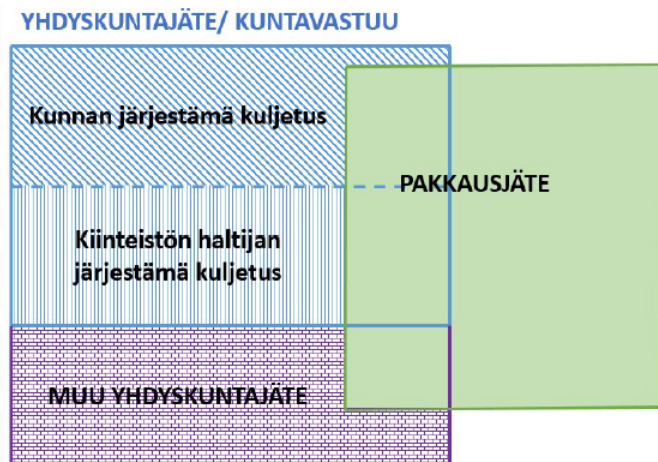 YHDYSKUNTAJÄTE/ KUNTAVASTUU
Kunnan järjestämä kuljetus
PAKKAUSJÄTE
Kiinteistön haltijan
järjestämä kuljetus
MUU YHDYSKUNTAJÄTE